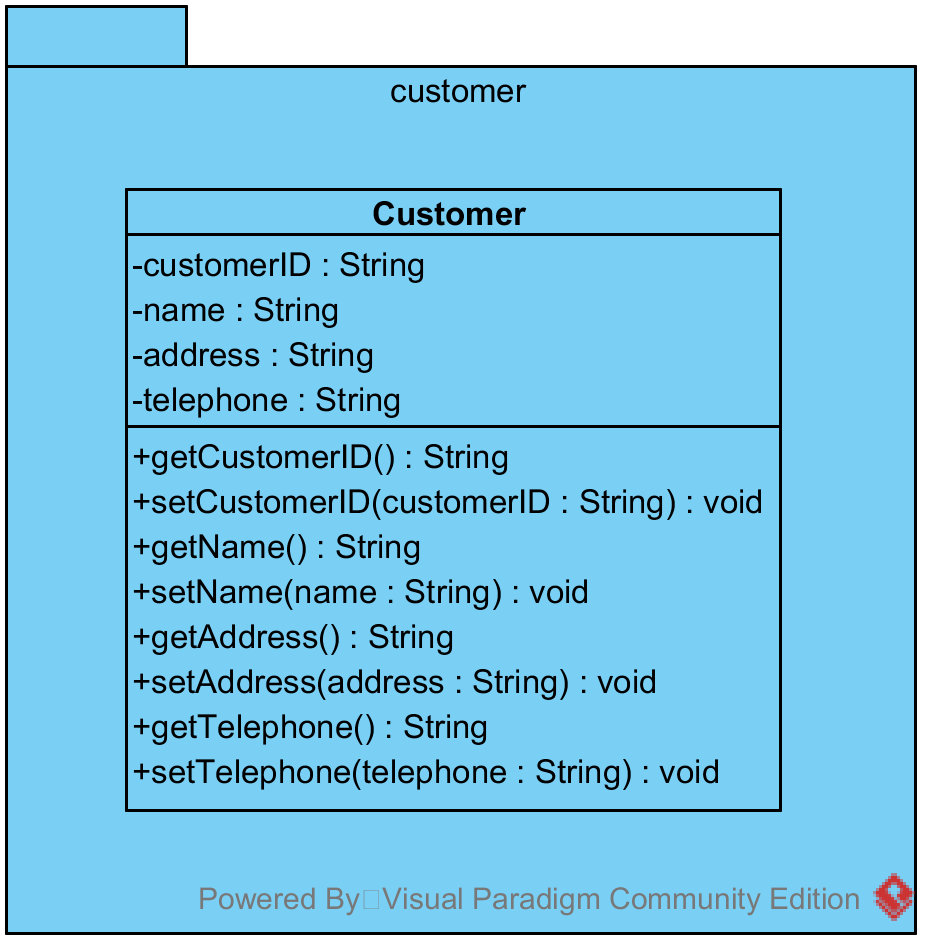 customer
Customer
-customerID : String
-name : String
-address : String
-telephone : String
+getCustomerID() : String
+setCustomerID(customerID : String) : void
+getName() : String
+setName(name : String) : void
+getAddress() : String
+setAddress(address : String) : void
+getTelephone() : String
+setTelephone(telephone : String) : void
Powered By□Visual Paradigm Community Edition